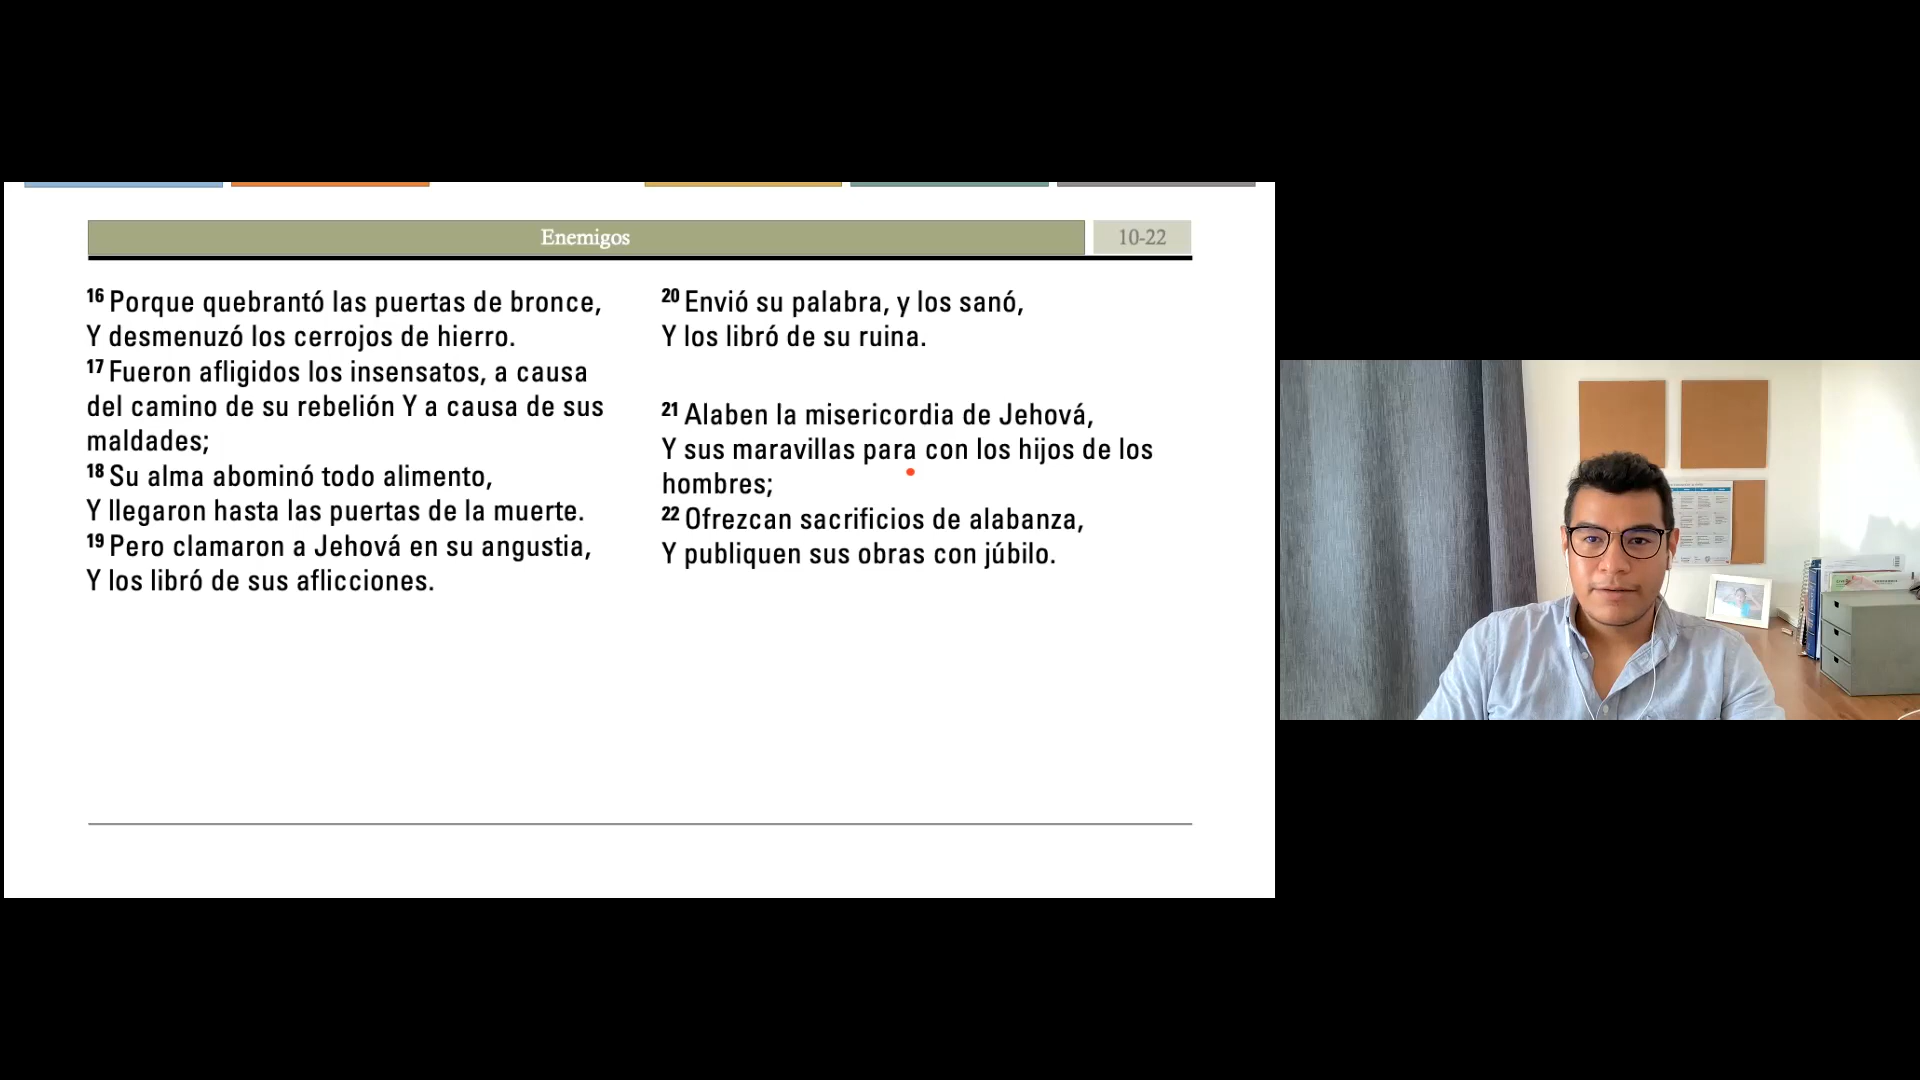 Enemigos
10-22
16 Porque quebrantó las puertas de bronce,
Y desmenuzó los cerrojos de hierro.
17 Fueron afligidos los insensatos, a causa
del camino de su rebelión Y a causa de sus
maldades;
18 Su alma abominó todo alimento,
Y llegaron hasta las puertas de la muerte.
19 Pero clamaron a Jehová en su angustia,
Y los libró de sus aflicciones.
20 Envió su palabra, y los sanó,
Y los libró de su ruina.
21 Alaben la misericordia de Jehová,
Y sus maravillas para con los hijos de los
hombres;
22 Ofrezcan sacrificios de alabanza,
Y publiquen sus obras con júbilo.